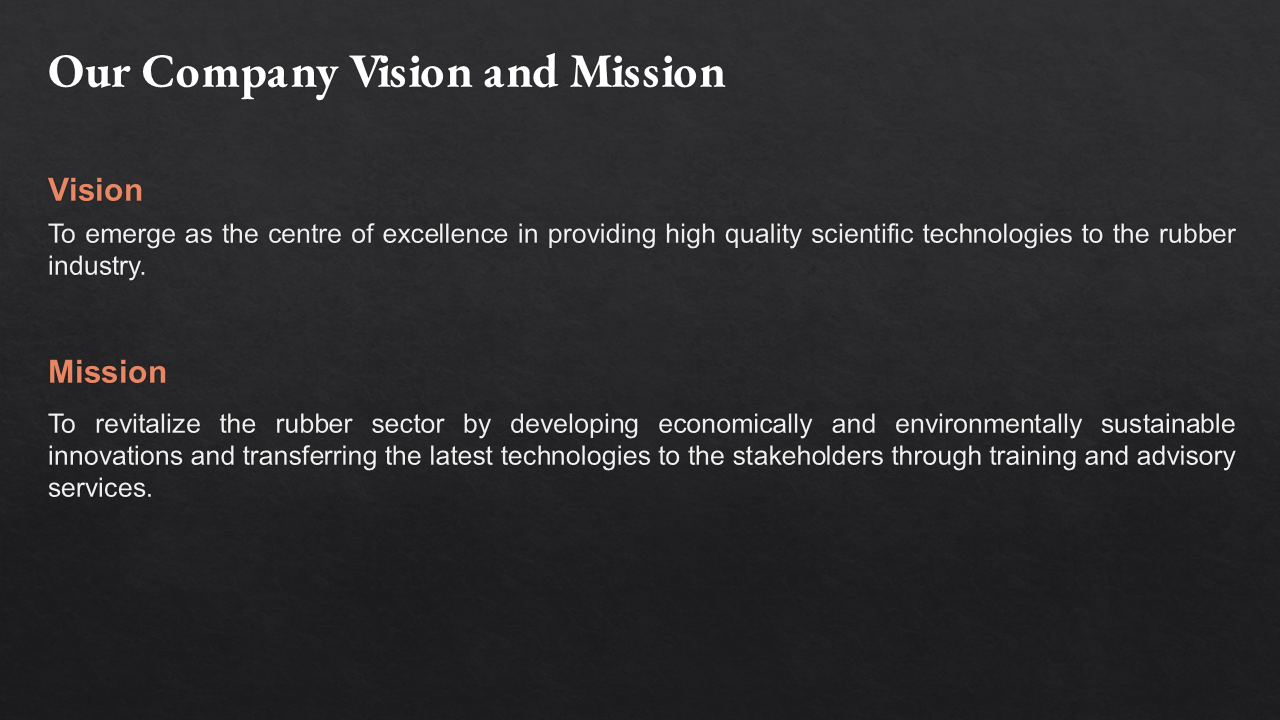 Our Company Vision and Mission
Vision
To emerge as the centre of excellence in providing high quality scientific technologies to the rubber
industry.
Mission
To revitalize the rubber sector by developing economically and environmentally sustainable
innovations and transferring the latest technologies to the stakeholders through training and advisory
services.